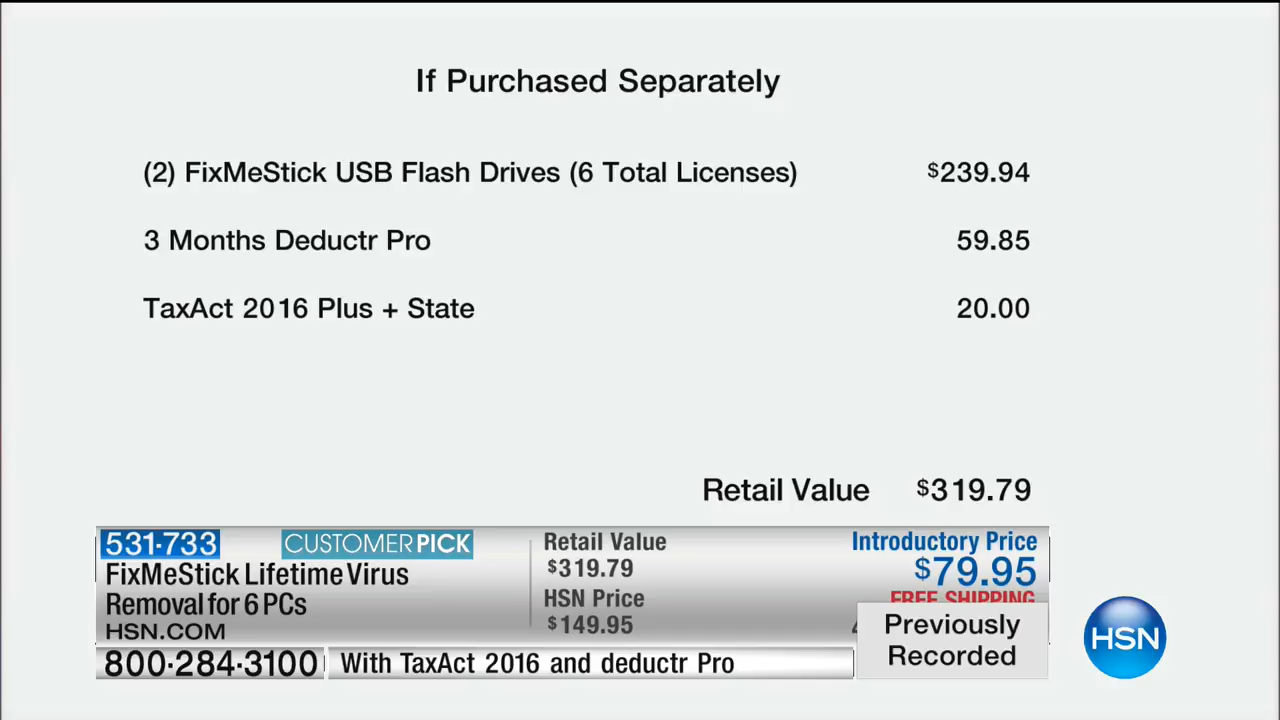 If Purchased Separately
(2) FixMeStick USB Flash Drives (6 Total Licenses) $239.94
3 Months Deductr Pro 59.85
TaxAct 2016 Plus + State 20.00
Retail Value $319.79
531·733 CUSTOMERPICK
FixMeStick Lifetime Virus
Removal for 6 PCs
HSN.COM
Retail Value
$319.79
HSN Price
$149.95
Introductory Price
$79.95
FREE SHIPPING
Previously
Recorded
HSN
800·284·3100 With TaxAct 2016 and deductr Pro